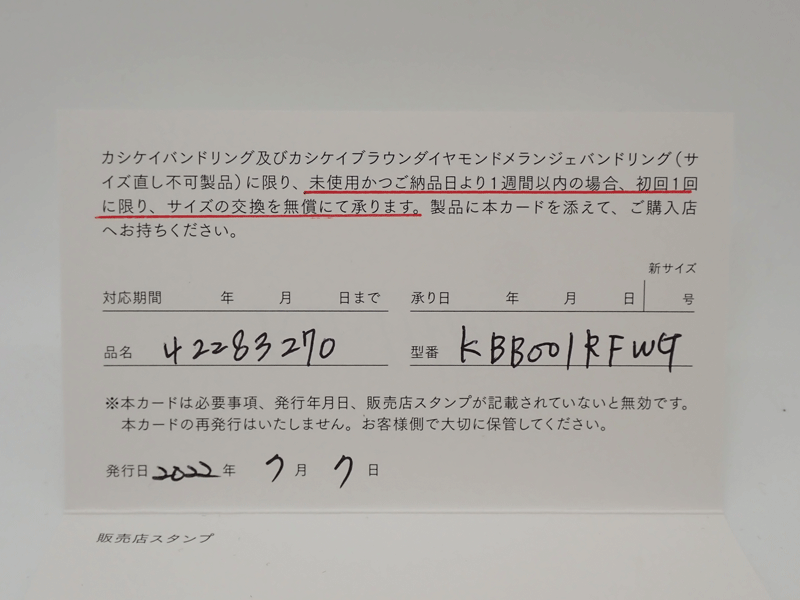 カシケイバンドリング及びカシケイブラウンダイヤモンドメランジェバンドリング(サ
イズ直し不可製品)に限り、未使用かつご納品日より1週間以内の場合、初回1回
に限り、サイズの交換を無償にて承ります。製品に本カードを添えて、ご購入店
へお持ちください。
新サイズ
対応期間 年 月 日まで 承り日 年 月 日 号
品名 42283270 型番 KBB001RFWG
※本カードは必要事項、発行年月日、販売店スタンプが記載されていないと無効です。
本カードの再発行はいたしません。お客様側で大切に保管してください。
発行日 2022 年 7 月 7 日
販売店スタンプ